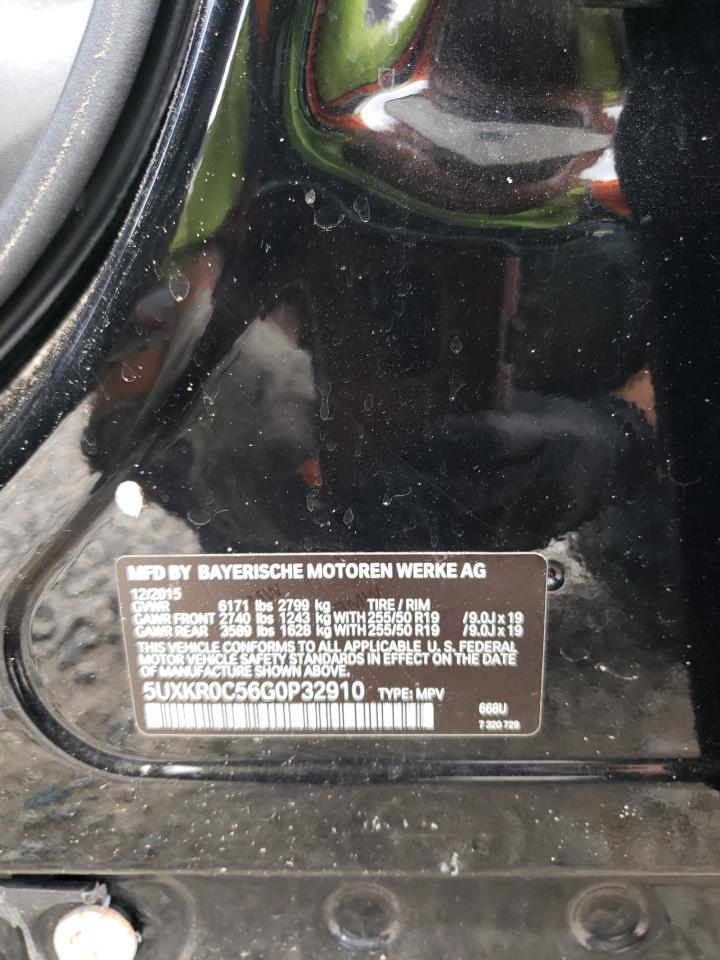 MFD BY BAYERISCHE MOTOREN WERKE AG
12/2015
GVWR 6171 lbs 2799 kg TIRE / RIM
GAWR FRONT 2740 lbs 1243 kg WITH 255/50 R19 /9.0J x 19
GAWR REAR 3589 lbs 1628 kg WITH 255/50 R19 /9.0J x 19
THIS VEHICLE CONFORMS TO ALL APPLICABLE U. S. FEDERAL
MOTOR VEHICLE SAFETY STANDARDS IN EFFECT ON THE DATE
OF MANUFACTURE SHOWN ABOVE.
5UXKR0C56G0P32910 TYPE: MPV
668U
7 320 729